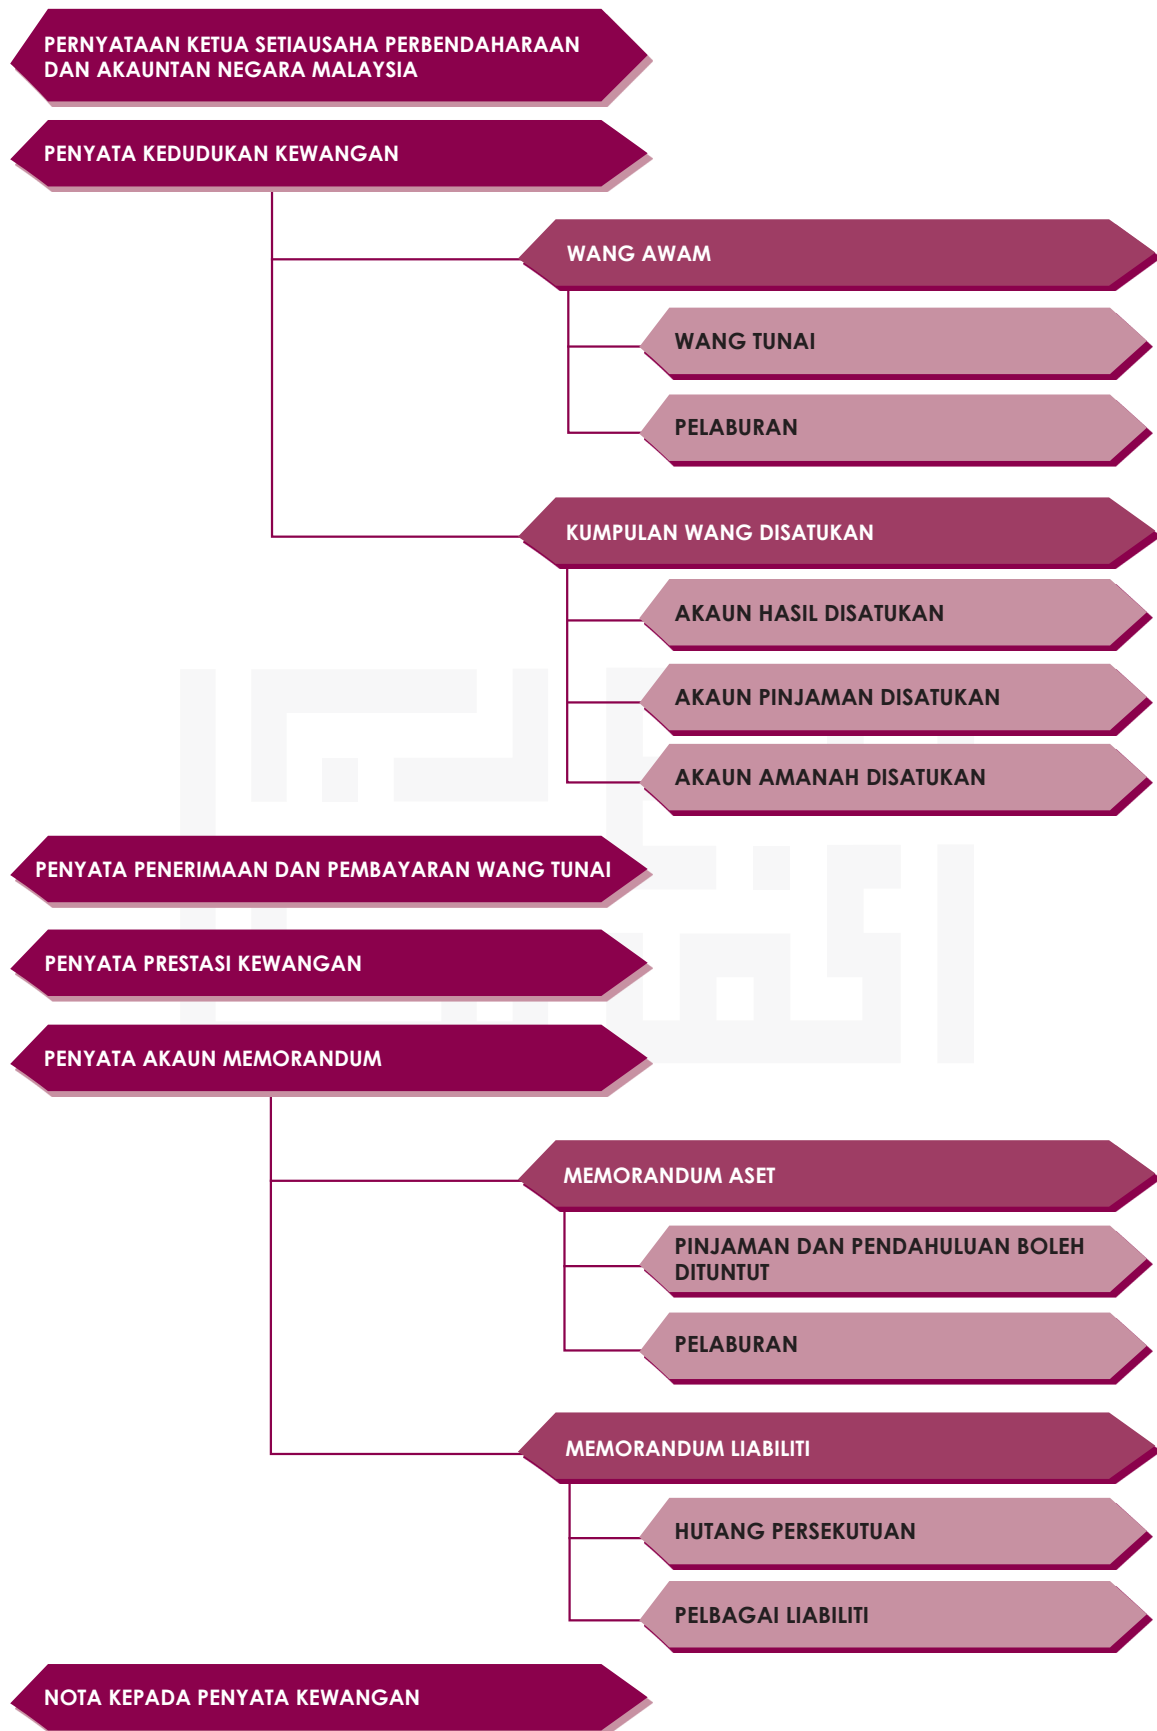 PERNYATAAN KETUA SETIAUSAHA PERBENDAHARAAN
DAN AKAUNTAN NEGARA MALAYSIA
PENYATA KEDUDUKAN KEWANGAN
WANG AWAM
WANG TUNAI
PELABURAN
KUMPULAN WANG DISATUKAN
AKAUN HASIL DISATUKAN
AKAUN PINJAMAN DISATUKAN
AKAUN AMANAH DISATUKAN
PENYATA PENERIMAAN DAN PEMBAYARAN WANG TUNAI
PENYATA PRESTASI KEWANGAN
PENYATA AKAUN MEMORANDUM
MEMORANDUM ASET
PINJAMAN DAN PENDAHULUAN BOLEH
DITUNTUT
PELABURAN
MEMORANDUM LIABILITI
HUTANG PERSEKUTUAN
PELBAGAI LIABILITI
NOTA KEPADA PENYATA KEWANGAN